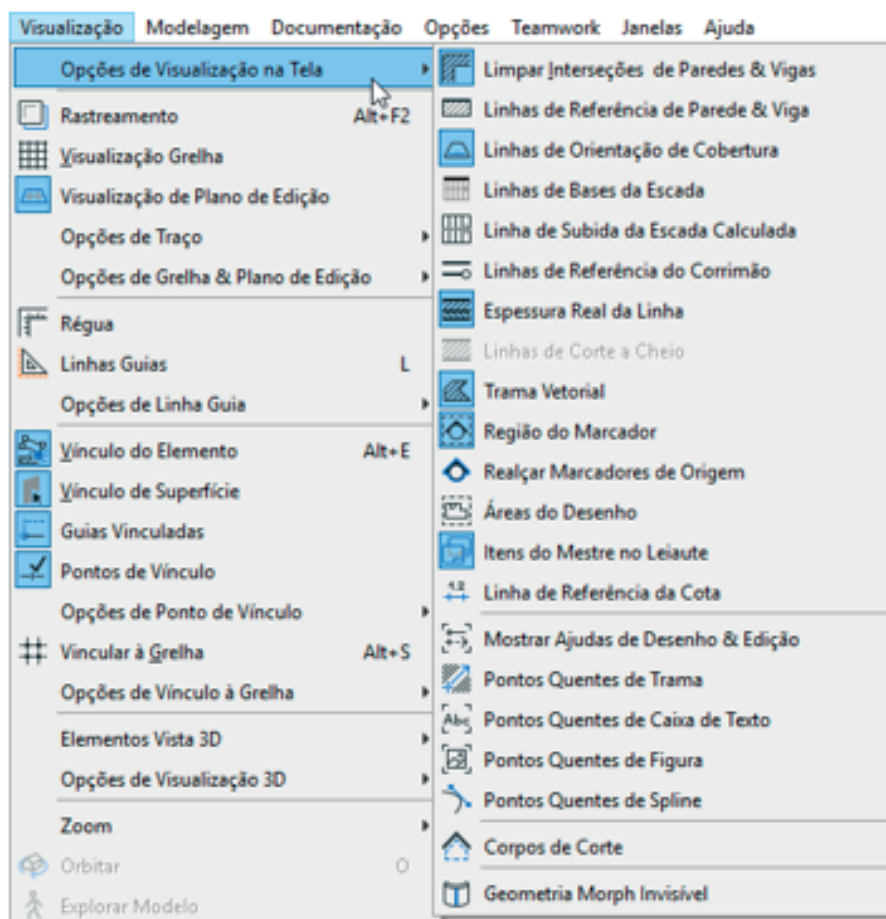 Visualização Modelagem Documentação Opções Teamwork Janelas Ajuda
Opções de Visualização na Tela
Rastreamento Alt+F2
Visualização Grelha
Visualização de Plano de Edição
Opções de Traço
Opções de Grelha & Plano de Edição
Régua
Linhas Guias L
Opções de Linha Guia
Vínculo do Elemento Alt+E
Vínculo de Superfície
Guias Vinculadas
Pontos de Vínculo
Opções de Ponto de Vínculo
Vincular à Grelha Alt+S
Opções de Vínculo à Grelha
Elementos Vista 3D
Opções de Visualização 3D
Zoom
Orbitar O
Explorar Modelo
Limpar Interseções de Paredes & Vigas
Linhas de Referência de Parede & Viga
Linhas de Orientação de Cobertura
Linhas de Bases da Escada
Linha de Subida da Escada Calculada
Linhas de Referência do Corrimão
Espessura Real da Linha
Linhas de Corte a Cheio
Trama Vetorial
Região do Marcador
Realçar Marcadores de Origem
Áreas do Desenho
Itens do Mestre no Leiaute
1.2
Linha de Referência da Cota
Mostrar Ajudas de Desenho & Edição
Pontos Quentes de Trama
Abc
Pontos Quentes de Caixa de Texto
Pontos Quentes de Figura
Pontos Quentes de Spline
Corpos de Corte
Geometria Morph Invisível